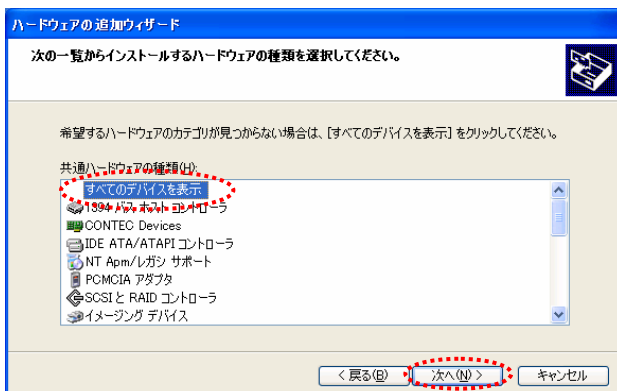 ハードウェアの追加ウィザード
次の一覧からインストールするハードウェアの種類を選択してください。
希望するハードウェアのカテゴリが見つからない場合は、[すべてのデバイスを表示] をクリックしてください。
共通ハードウェアの種類(H):
すべてのデバイスを表示
1394 バス ホスト コントローラ
CONTEC Devices
IDE ATA/ATAPI コントローラ
NT Apm/レガシ サポート
PCMCIA アダプタ
SCSI と RAID コントローラ
イメージング デバイス
< 戻る(B) 次へ(N) > キャンセル